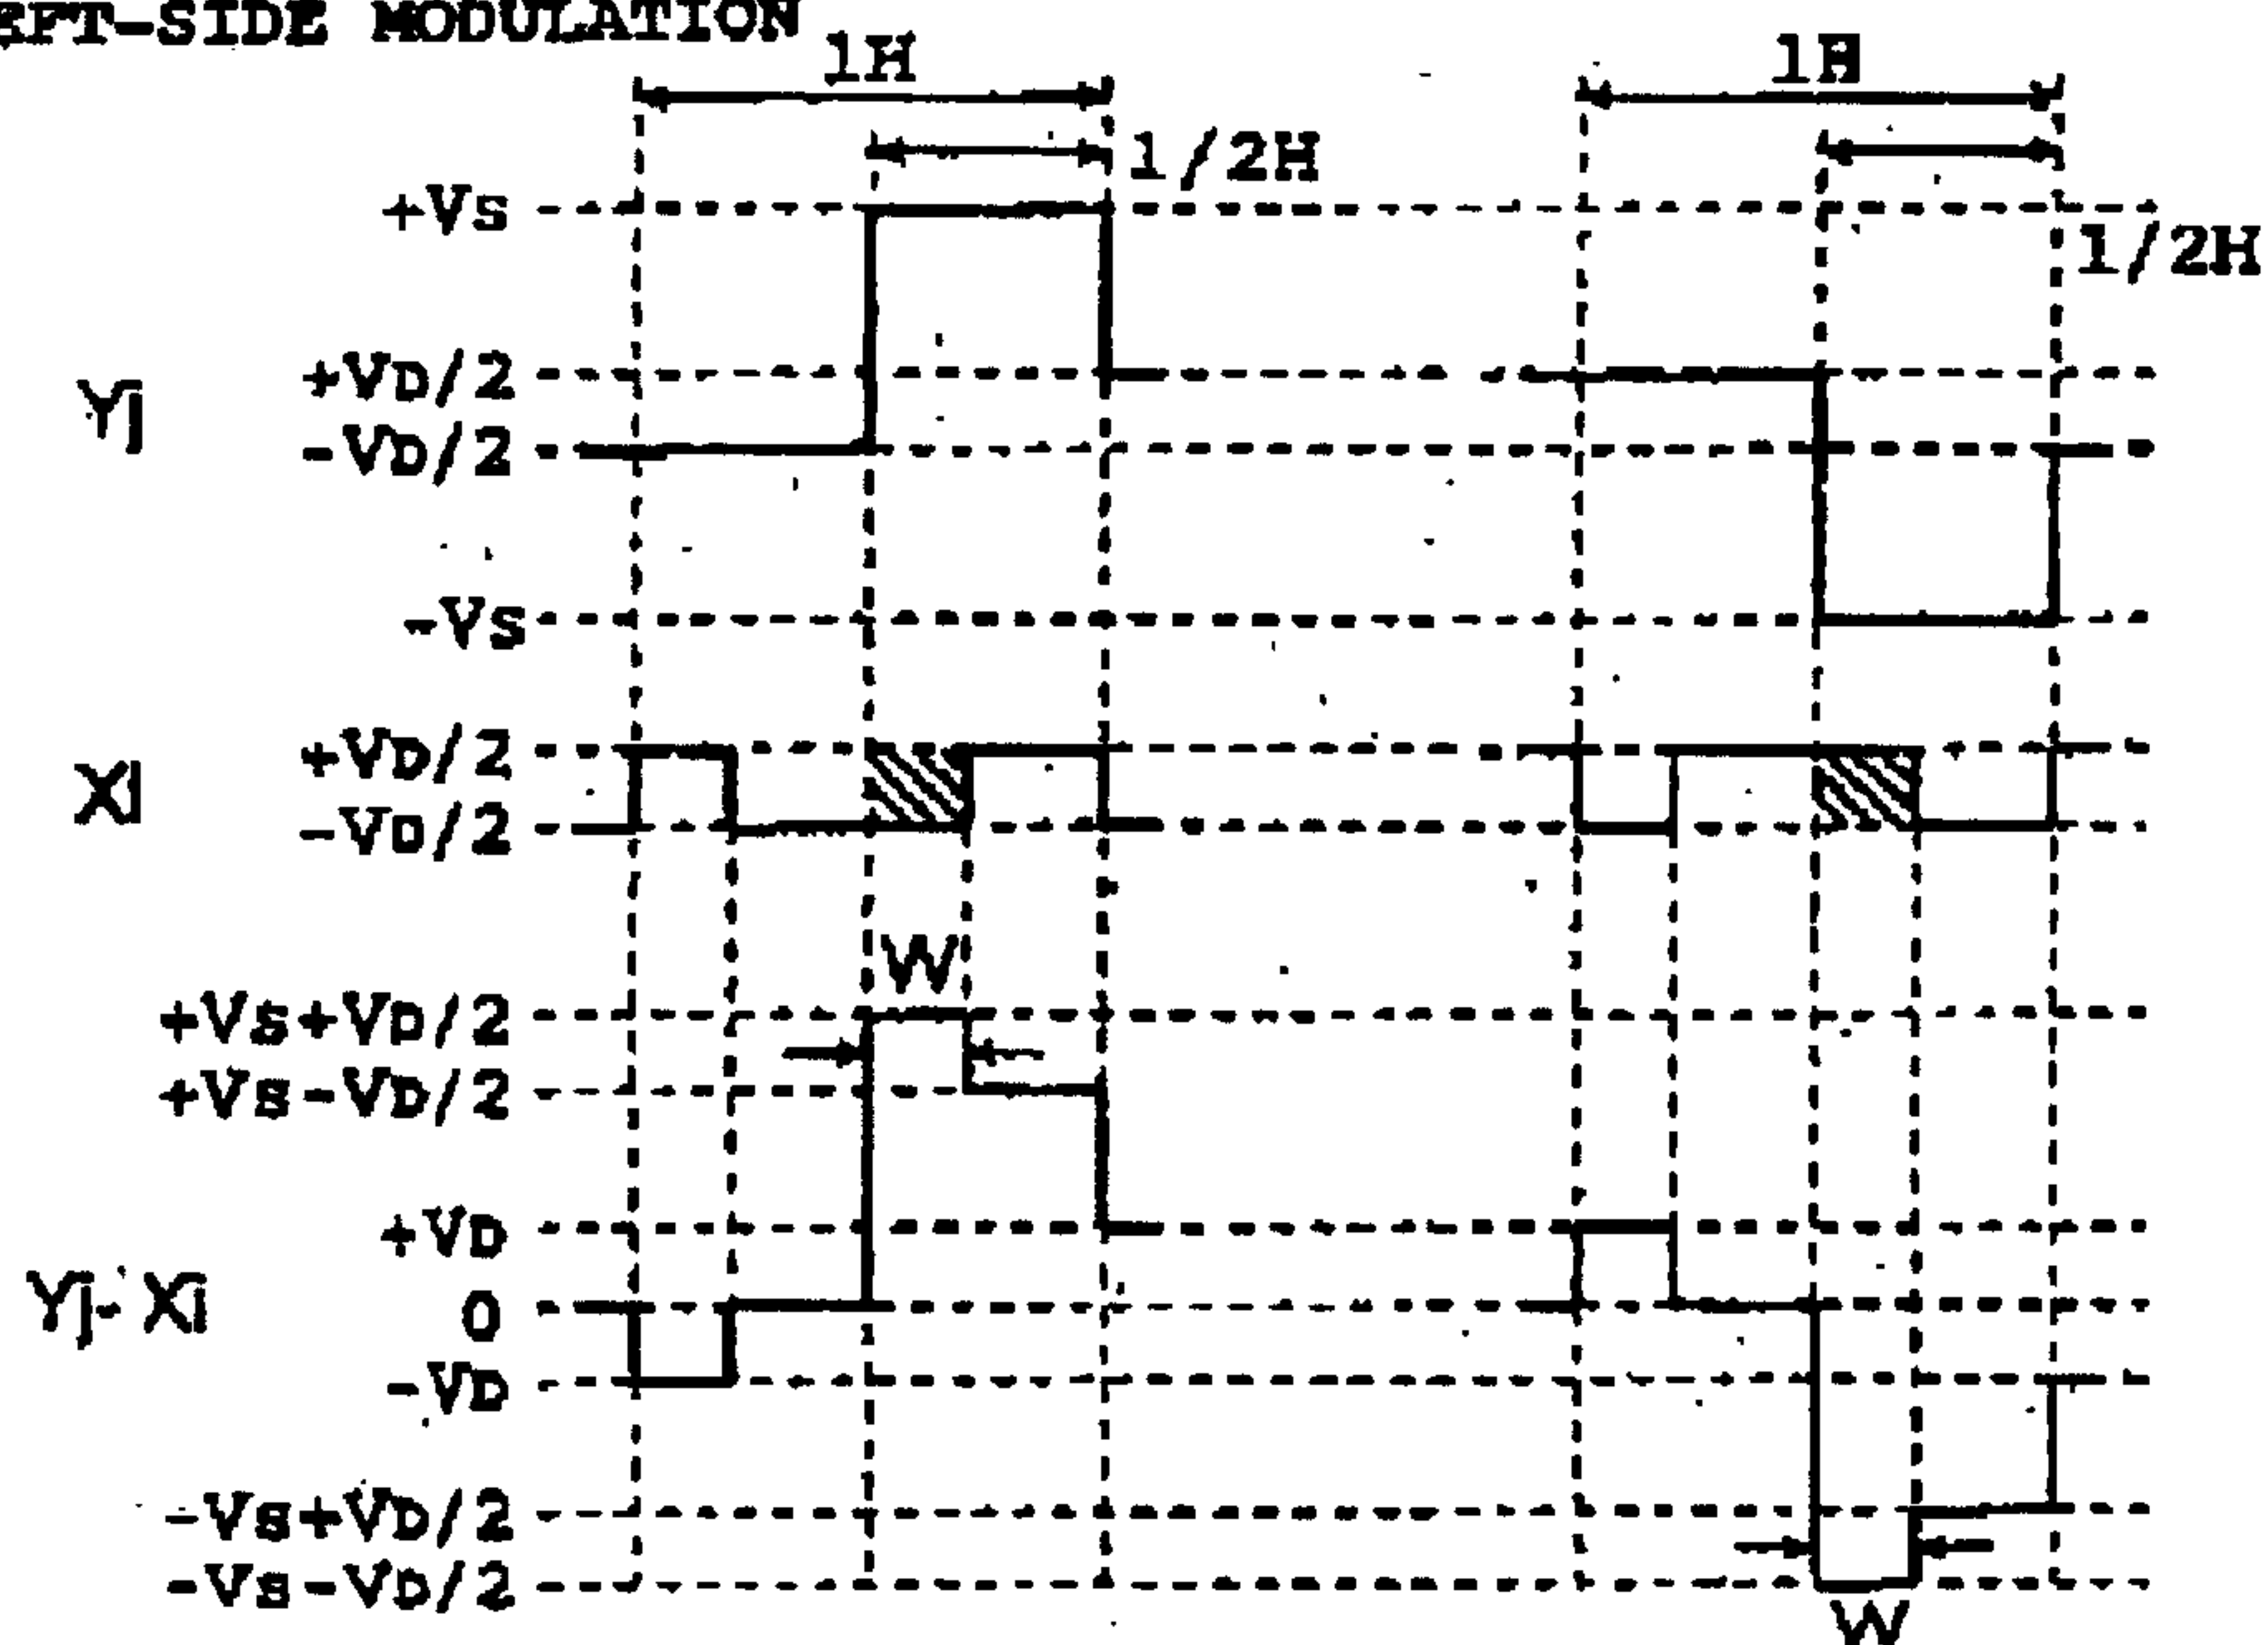 EFT-SIDE MODULATION
1H
1H
1/2H
+VS
1/2H
+VD/2
Yj
-VD/2
-VS
+VD/2
Xi
-VD/2
W
+VS+VD/2
+VS-VD/2
+VD
Yj-Xi
0
-VD
-VS+VD/2
-VS-VD/2
W